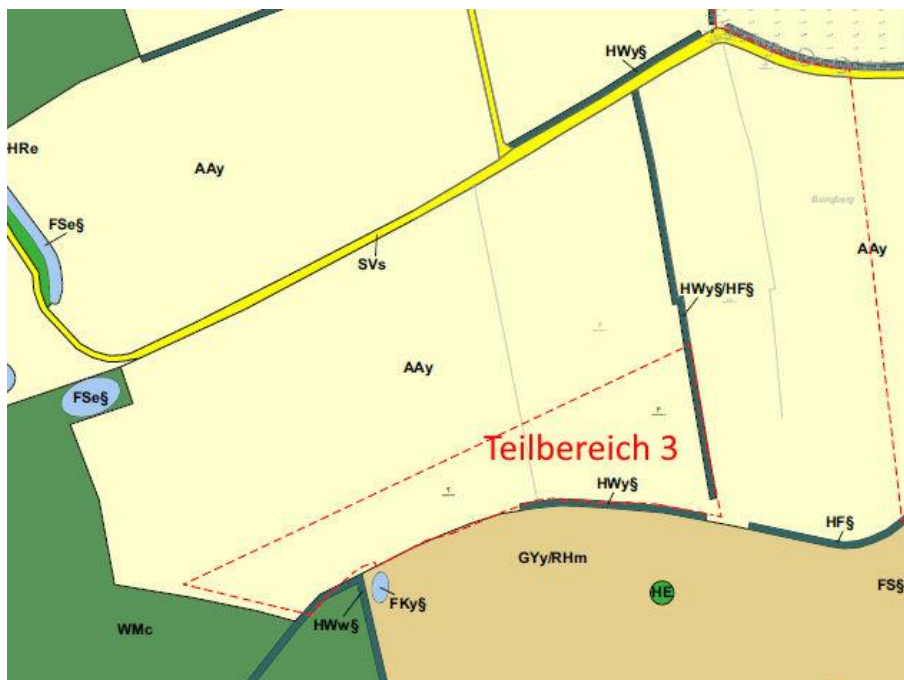 HWy§
HRe
AAy
FSe§
Bangberg
AAy
SVs
HWy§/HF§
AAy
FSe§
Teilbereich 3
HWy§
HF§
GYy/RHm
FKy§
HE
FS§
HWw§
WMc